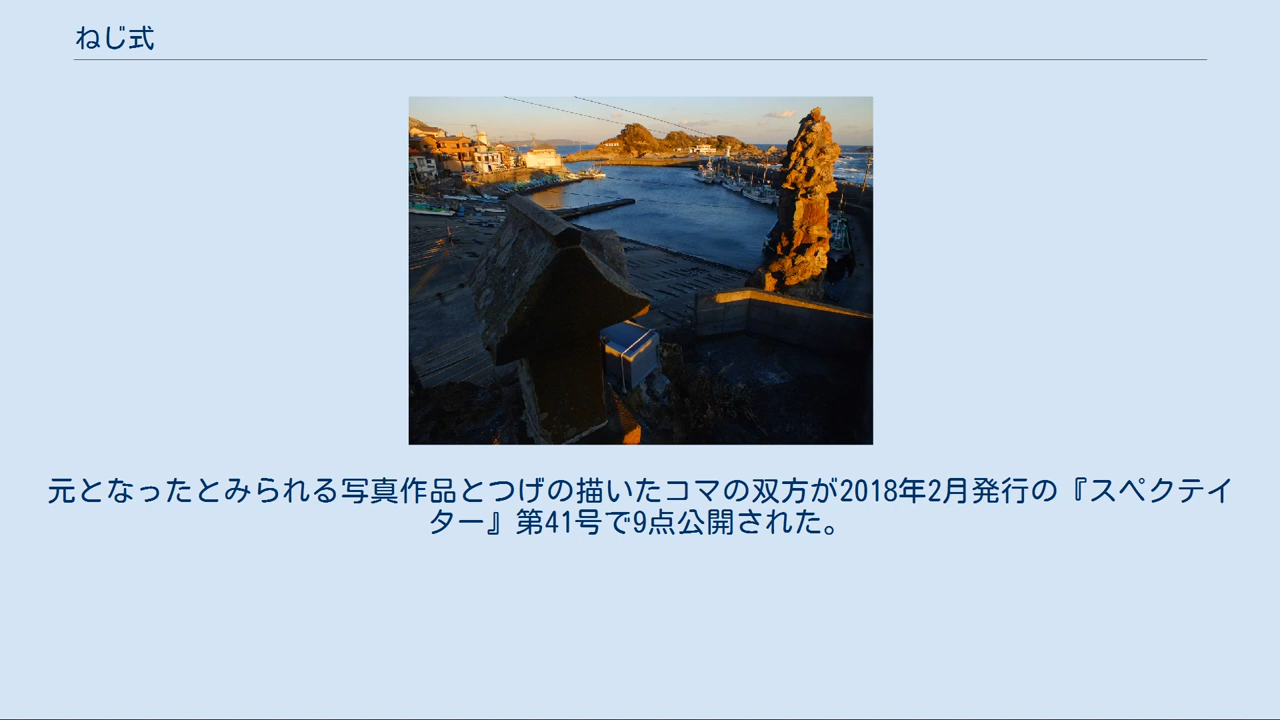 ねじ式
元となったとみられる写真作品とつげの描いたコマの双方が2018年2月発行の『スペクテイ
ター』第41号で9点公開された。